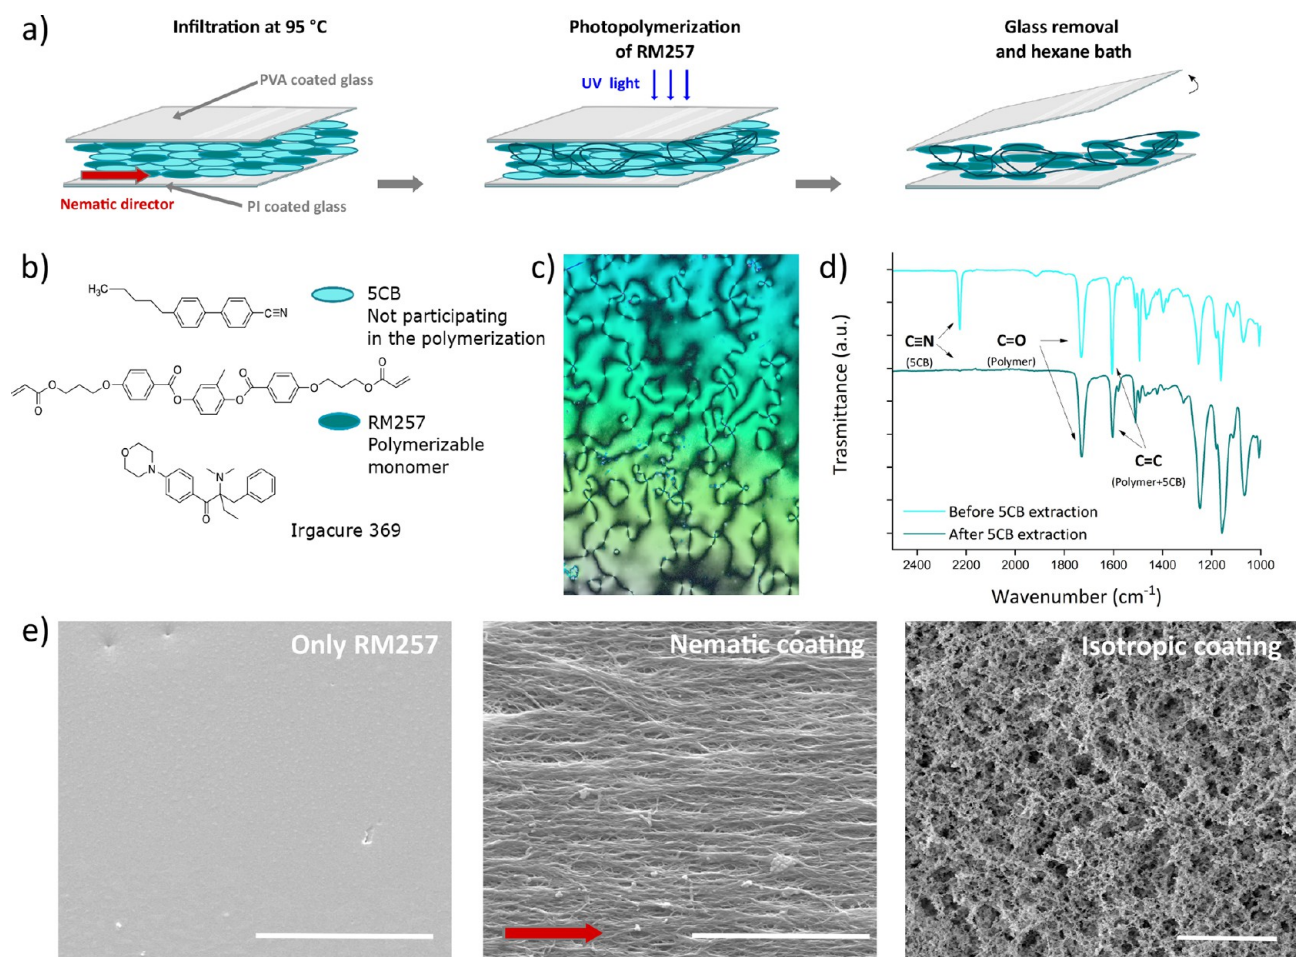 a)
Infiltration at 95 °C
Photopolymerization
of RM257
Glass removal
and hexane bath
PVA coated glass
UV light
Nematic director
PI coated glass
b)
H₃C
C≡N
5CB
Not participating
in the polymerization
O
O
O
O
O
O
O
O
O
O
RM257
Polymerizable
monomer
O
N
N
O
Irgacure 369
c)
d)
Trasmittance (a.u.)
C≡N
(5CB)
C=O
(Polymer)
C=C
(Polymer+5CB)
Before 5CB extraction
After 5CB extraction
2400 2200 2000 1800 1600 1400 1200 1000
Wavenumber (cm⁻¹)
e)
Only RM257
Nematic coating
Isotropic coating